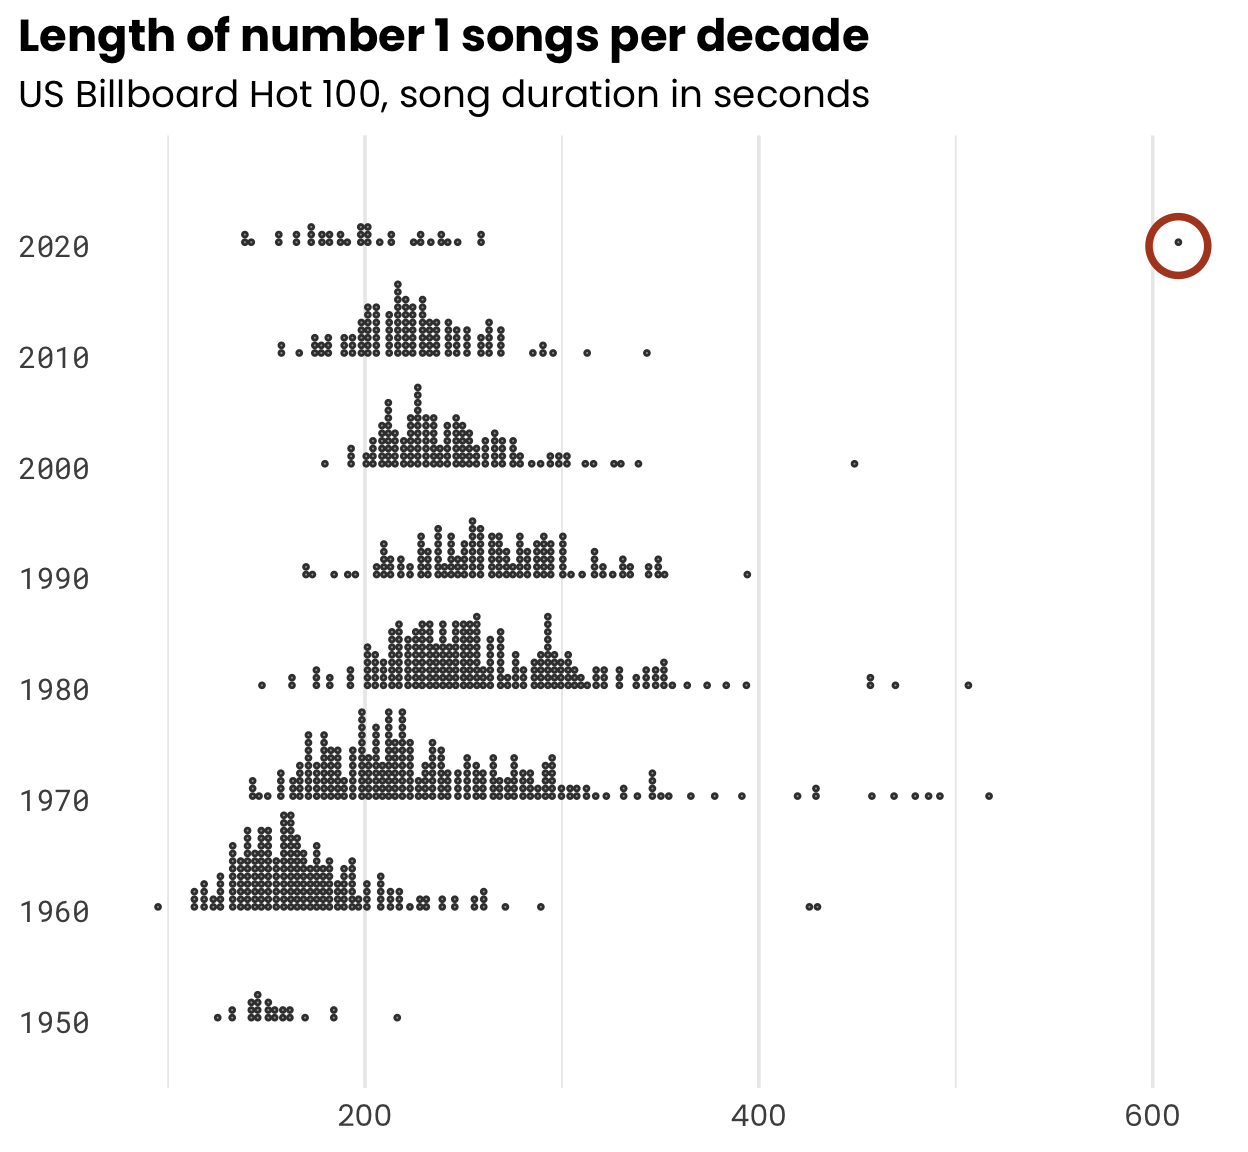 Length of number 1 songs per decade
US Billboard Hot 100, song duration in seconds
2020
2010
2000
1990
1980
1970
1960
1950
200 400 600